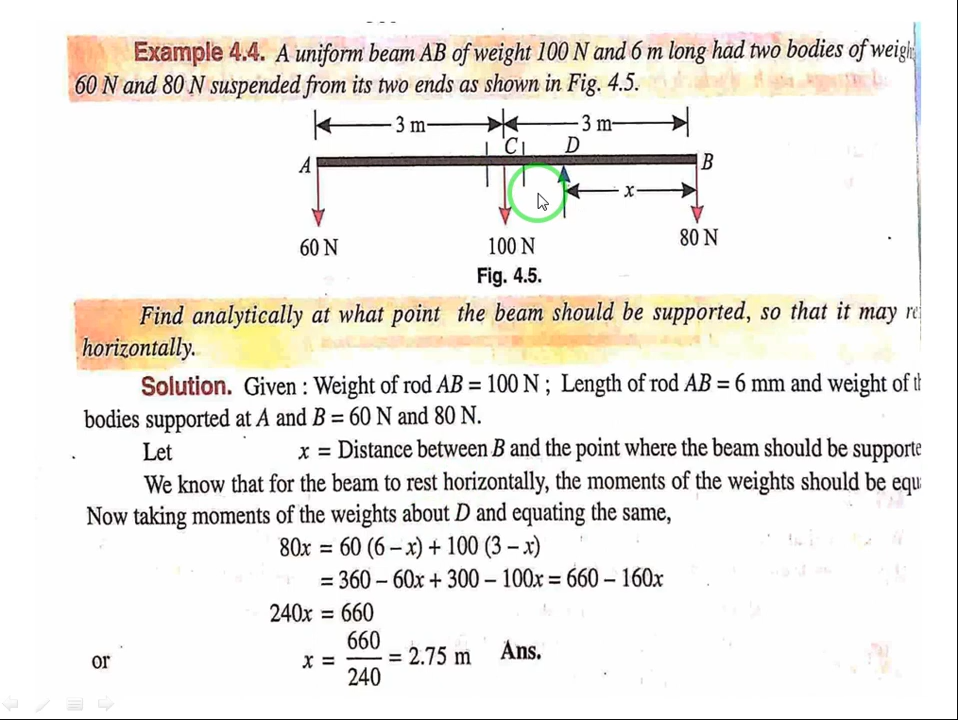 Example 4.4. A uniform beam AB of weight 100 N and 6 m long had two bodies of
60 N and 80 N suspended from its two ends as shown in Fig. 4.5.
3 m 3 m
A C D B
x
60 N 100 N 80 N
Fig. 4.5.
Find analytically at what point the beam should be supported, so that it may
horizontally.
Solution. Given : Weight of rod AB = 100 N ; Length of rod AB = 6 mm and weight of
bodies supported at A and B = 60 N and 80 N.
Let x = Distance between B and the point where the beam should be
We know that for the beam to rest horizontally, the moments of the weights should be
Now taking moments of the weights about D and equating the same,
80x = 60 (6 – x) + 100 (3 – x)
= 360 – 60x + 300 – 100x = 660 – 160x
240x = 660
or x = 660/240 = 2.75 m Ans.